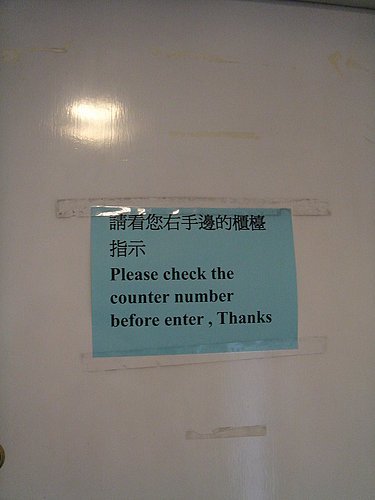 請看您右手邊的櫃檯
指示
Please check the
counter number
before enter , Thanks